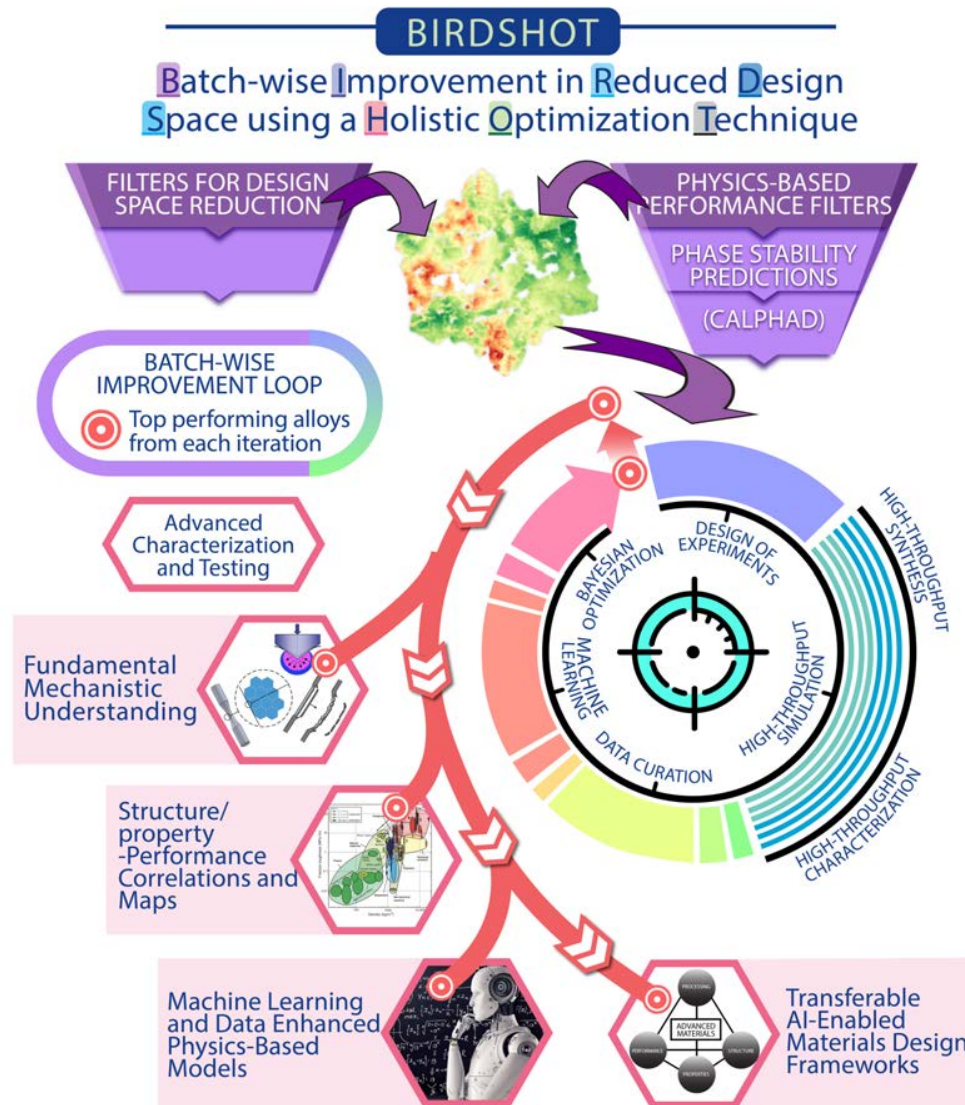 BIRDSHOT
Batch-wise Improvement in Reduced Design
Space using a Holistic Optimization Technique
FILTERS FOR DESIGN
SPACE REDUCTION
PHYSICS-BASED
PERFORMANCE FILTERS
PHASE STABILITY
PREDICTIONS
(CALPHAD)
BATCH-WISE
IMPROVEMENT LOOP
Top performing alloys
from each iteration
Advanced
Characterization
and Testing
DESIGN OF
EXPERIMENTS
HIGH-THROUGHPUT
SYNTHESIS
HIGH-THROUGHPUT
SIMULATION
HIGH-THROUGHPUT
CHARACTERIZATION
DATA CURATION
MACHINE
LEARNING
BAYESIAN
OPTIMIZATION
Fundamental
Mechanistic
Understanding
Structure/
property
-Performance
Correlations and
Maps
Machine Learning
and Data Enhanced
Physics-Based
Models
PROCESSING
ADVANCED
MATERIALS
PERFORMANCE
STRUCTURE
PROPERTIES
Transferable
AI-Enabled
Materials Design
Frameworks